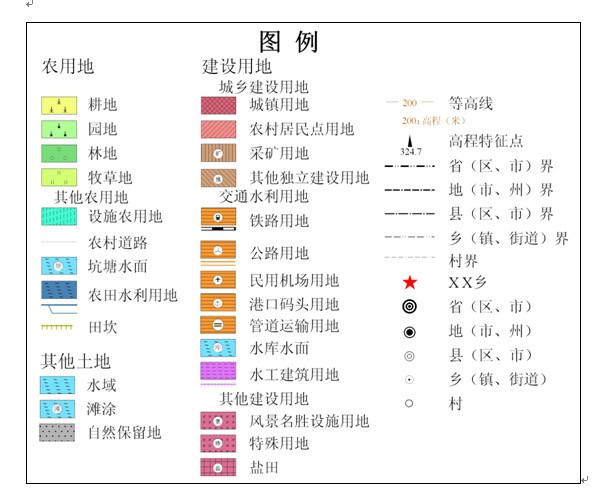 图 例
农用地
耕地
园地
林地
牧草地
其他农用地
设施农用地
农村道路
坑塘水面
农田水利用地
田坎
其他土地
水域
滩涂
自然保留地
建设用地
城乡建设用地
城镇用地
农村居民点用地
采矿用地
其他独立建设用地
交通水利用地
铁路用地
公路用地
民用机场用地
港口码头用地
管道运输用地
水库水面
水工建筑用地
其他建设用地
风景名胜设施用地
特殊用地
盐田
200 等高线
200: 高程（米）
324.7 高程特征点
省（区、市）界
地（市、州）界
县（区、市）界
乡（镇、街道）界
村界
XX乡
省（区、市）
地（市、州）
县（区、市）
乡（镇、街道）
村